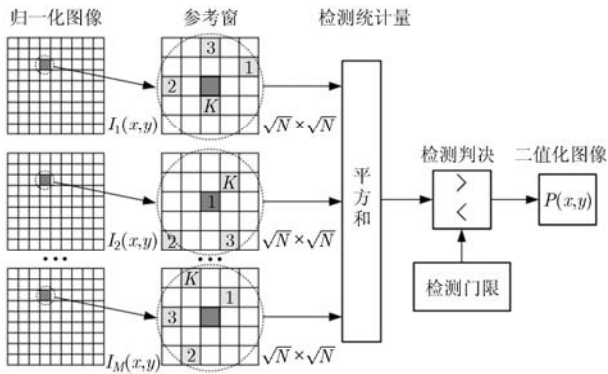 归一化图像 参考窗 检测统计量
3
1
2
K
I₁(x,y) √N×√N
K
1
2 3
I₂(x,y) √N×√N
••• •••
K
1
3
2
I_M(x,y) √N×√N
平方和
检测判决
>
<
检测门限
二值化图像
P(x,y)